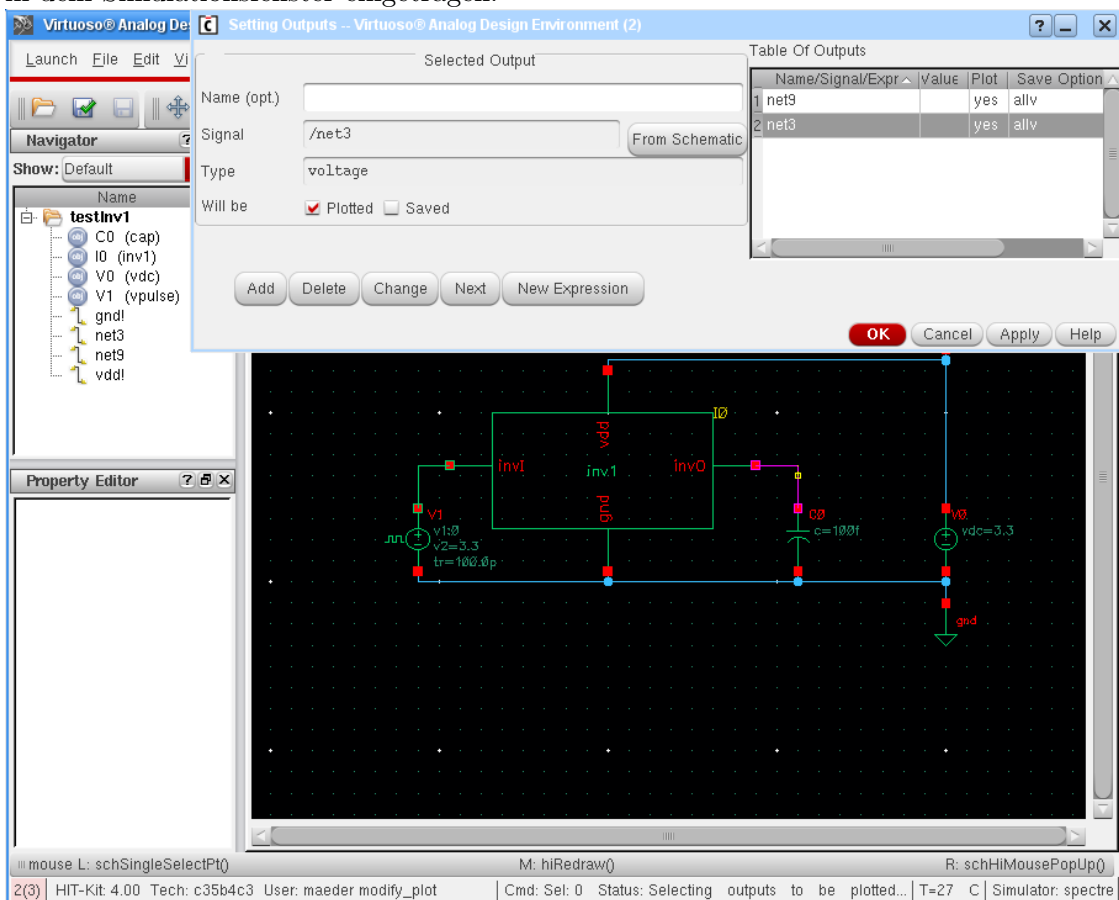 in dem Simulationsfenster eingetragen.
Virtuoso® Analog De
Setting Outputs -- Virtuoso® Analog Design Environment (2)
Launch File Edit Vi
Selected Output
Table Of Outputs
Name (opt.)
Signal /net3 From Schematic
Type voltage
Will be Plotted Saved
Name/Signal/Expr Value Plot Save Option
1 net9 yes allv
2 net3 yes allv
Add Delete Change Next New Expression
OK Cancel Apply Help
Navigator
Show: Default
Name
testInv1
C0 (cap)
I0 (inv1)
V0 (vdc)
V1 (vpulse)
gnd!
net3
net9
vdd!
Property Editor
I0
vdd
invI
inv1
invO
gnd
V1
v1:0
v2=3.3
tr=100.0p
C0
c=100f
V0
vdc=3.3
gnd
mouse L: schSingleSelectPt() M: hiRedraw() R: schHiMousePopUp()
2(3) HIT-Kit: 4.00 Tech: c35b4c3 User: maeder modify_plot Cmd: Sel: 0 Status: Selecting outputs to be plotted... T=27 C Simulator: spectre